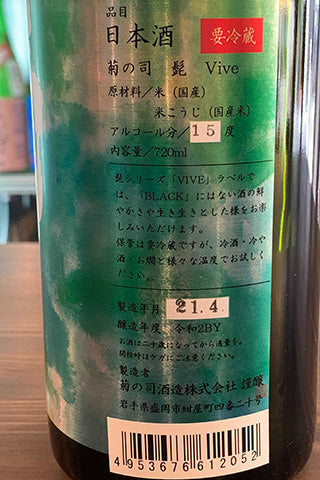 品目
日本酒 要冷蔵
菊の司 髭 Vive
原材料/米(国産)
米こうじ(国産米)
アルコール分/15度
内容量/720ml
髭シリーズ「VIVE」ラベルで
は、「BLACK」にはない酒の鮮
やかさや生き生きとした様をお楽
しみいただけます。
保管は要冷蔵ですが、冷酒・冷や
酒・お燗と様々な温度でお試しく
ださい。
製造年月 21.4.
醸造年度 令和2BY
お酒は二十歳になってから適量を。
開栓時はケガにご注意ください。
製造者
菊の司酒造株式会社 謹醸
岩手県盛岡市紺屋町四番二十号
4953676612052